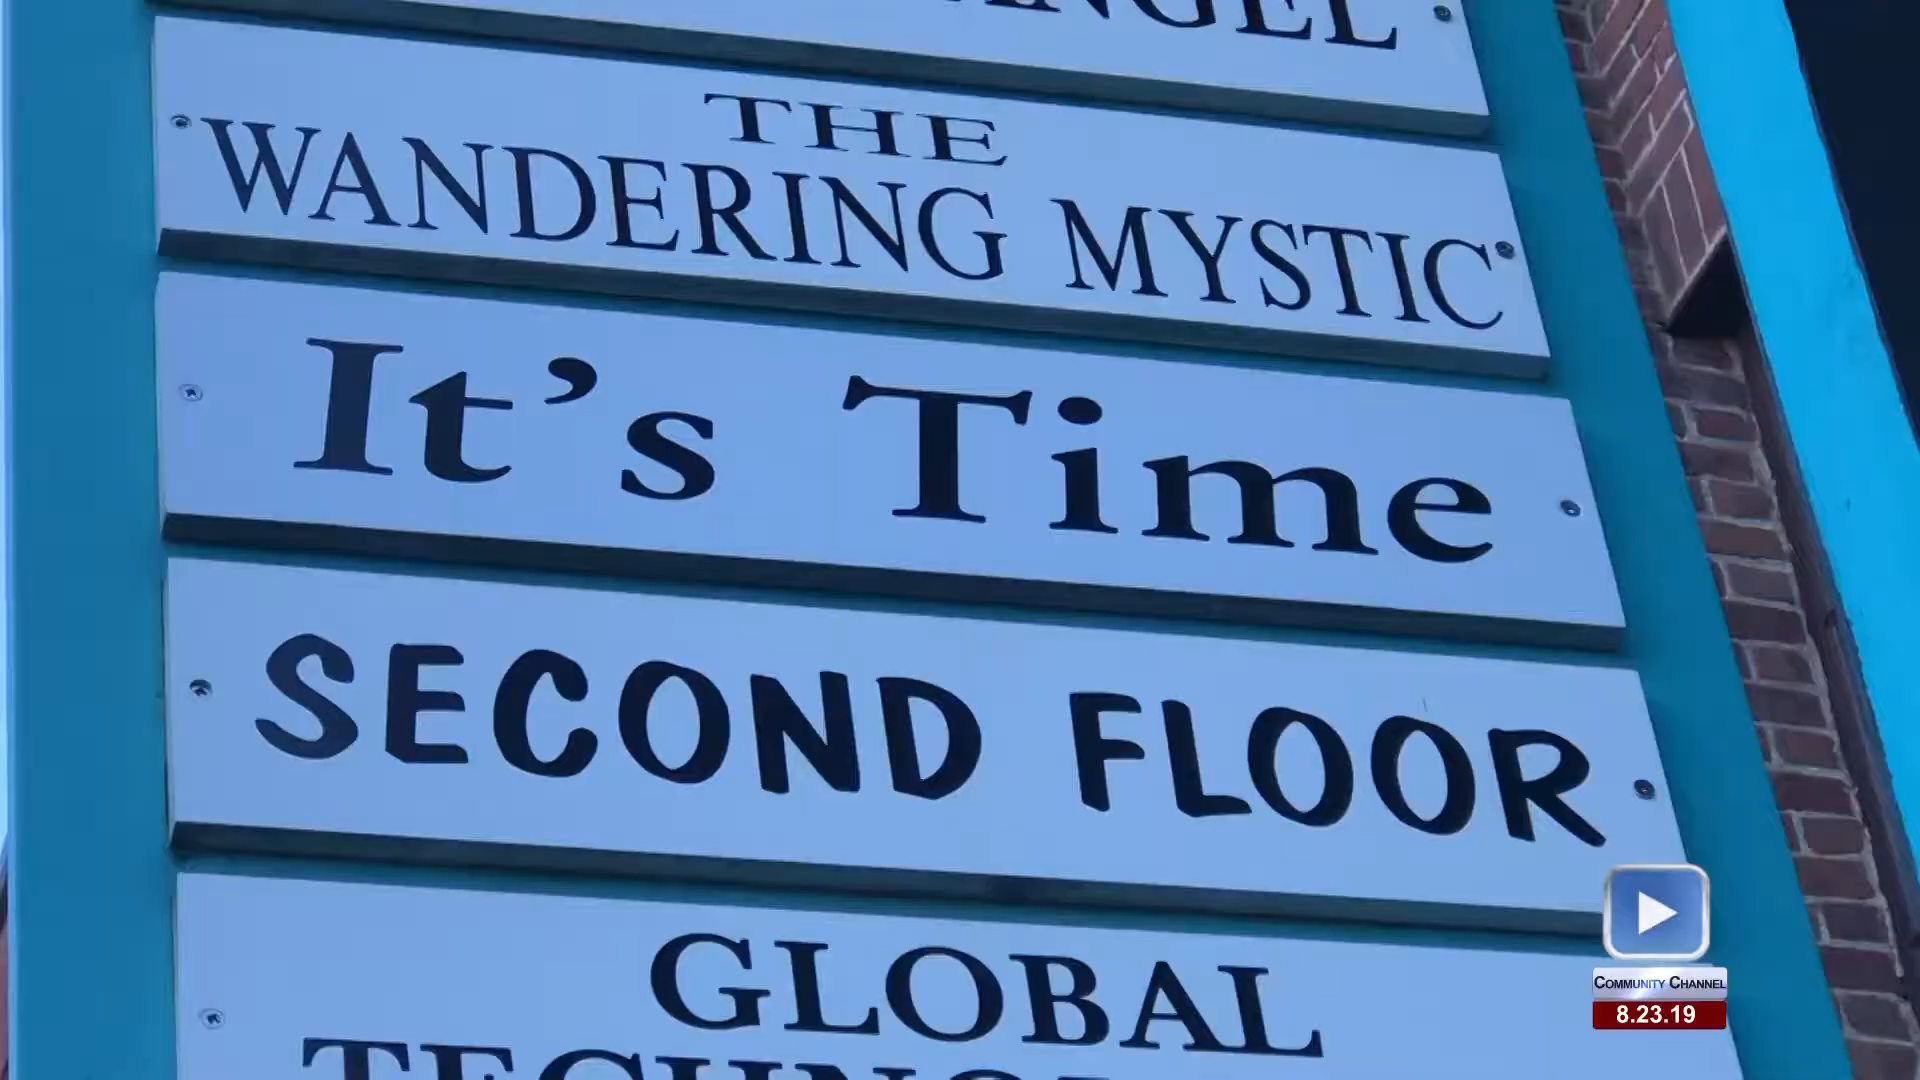 THE
WANDERING MYSTIC
It's Time
SECOND FLOOR
GLOBAL
COMMUNITY CHANNEL
8.23.19